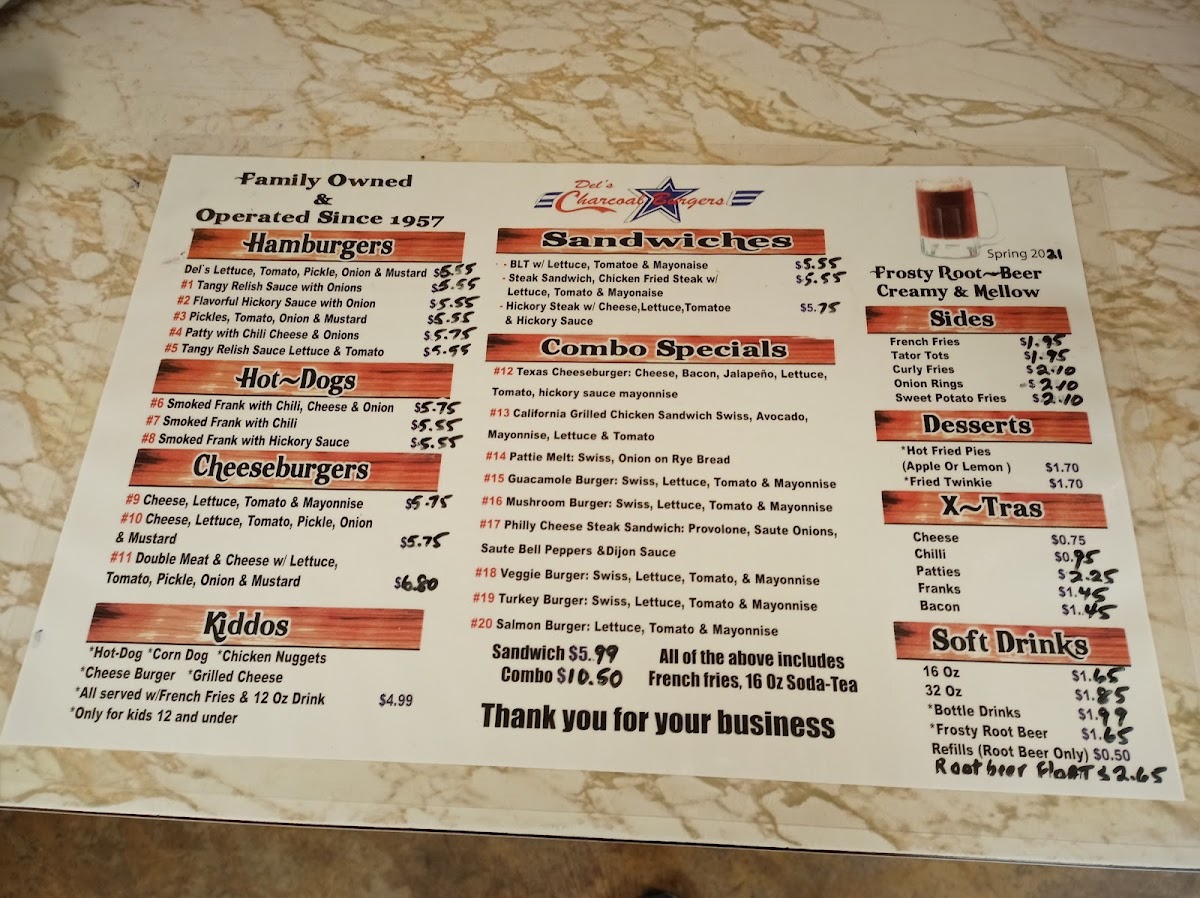 Family Owned
&
Operated Since 1957
Hamburgers
Del's Lettuce, Tomato, Pickle, Onion & Mustard $5.55
#1 Tangy Relish Sauce with Onions $5.55
#2 Flavorful Hickory Sauce with Onion $5.55
#3 Pickles, Tomato, Onion & Mustard $5.55
#4 Patty with Chili Cheese & Onions $5.75
#5 Tangy Relish Sauce Lettuce & Tomato $5.55
Hot~Dogs
#6 Smoked Frank with Chili, Cheese & Onion $5.75
#7 Smoked Frank with Chili $5.55
#8 Smoked Frank with Hickory Sauce $5.55
Cheeseburgers
#9 Cheese, Lettuce, Tomato & Mayonnise $5.75
#10 Cheese, Lettuce, Tomato, Pickle, Onion
& Mustard $5.75
#11 Double Meat & Cheese w/ Lettuce,
Tomato, Pickle, Onion & Mustard $6.80
Kiddos
*Hot-Dog *Corn Dog *Chicken Nuggets
*Cheese Burger *Grilled Cheese
*All served w/French Fries & 12 Oz Drink $4.99
*Only for kids 12 and under
Del's
Charcoal Burgers!
Sandwiches
- BLT w/ Lettuce, Tomatoe & Mayonaise $5.55
- Steak Sandwich, Chicken Fried Steak w/ $5.55
Lettuce, Tomato & Mayonaise
- Hickory Steak w/ Cheese,Lettuce,Tomatoe $5.75
& Hickory Sauce
Combo Specials
#12 Texas Cheeseburger: Cheese, Bacon, Jalapeño, Lettuce,
Tomato, hickory sauce mayonnise
#13 California Grilled Chicken Sandwich Swiss, Avocado,
Mayonnise, Lettuce & Tomato
#14 Pattie Melt: Swiss, Onion on Rye Bread
#15 Guacamole Burger: Swiss, Lettuce, Tomato & Mayonnise
#16 Mushroom Burger: Swiss, Lettuce, Tomato & Mayonnise
#17 Philly Cheese Steak Sandwich: Provolone, Saute Onions,
Saute Bell Peppers &Dijon Sauce
#18 Veggie Burger: Swiss, Lettuce, Tomato, & Mayonnise
#19 Turkey Burger: Swiss, Lettuce, Tomato & Mayonnise
#20 Salmon Burger: Lettuce, Tomato & Mayonnise
Sandwich $5.99 All of the above includes
Combo $10.50 French fries, 16 Oz Soda-Tea
Thank you for your business
Spring 2021
Frosty Root~Beer
Creamy & Mellow
Sides
French Fries $1.95
Tator Tots $1.95
Curly Fries $2.10
Onion Rings $2.10
Sweet Potato Fries $2.10
Desserts
*Hot Fried Pies
(Apple Or Lemon ) $1.70
*Fried Twinkie $1.70
X~Tras
Cheese $0.75
Chilli $0.95
Patties $2.25
Franks $1.45
Bacon $1.45
Soft Drinks
16 Oz $1.65
32 Oz $1.85
*Bottle Drinks $1.99
*Frosty Root Beer $1.65
Refills (Root Beer Only) $0.50
Root beer FloAT $2.65